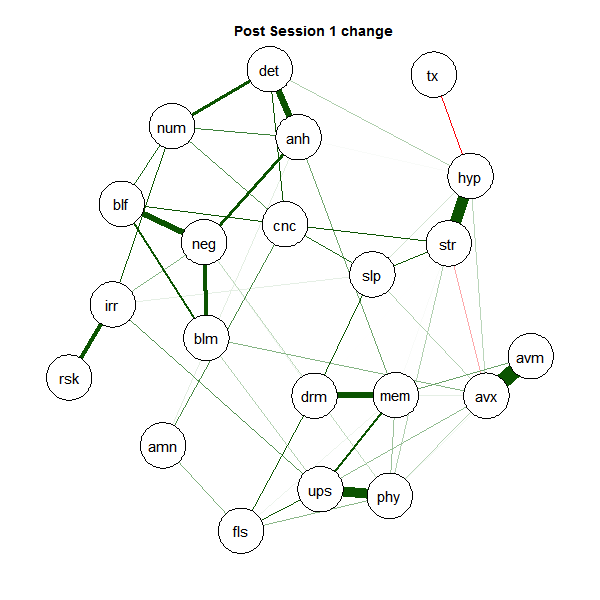 Post Session 1 change
det
tx
num
anh
hyp
blf
cnc
neg
str
slp
irr
blm
avm
rsk
drm
mem
avx
amn
ups
phy
fls